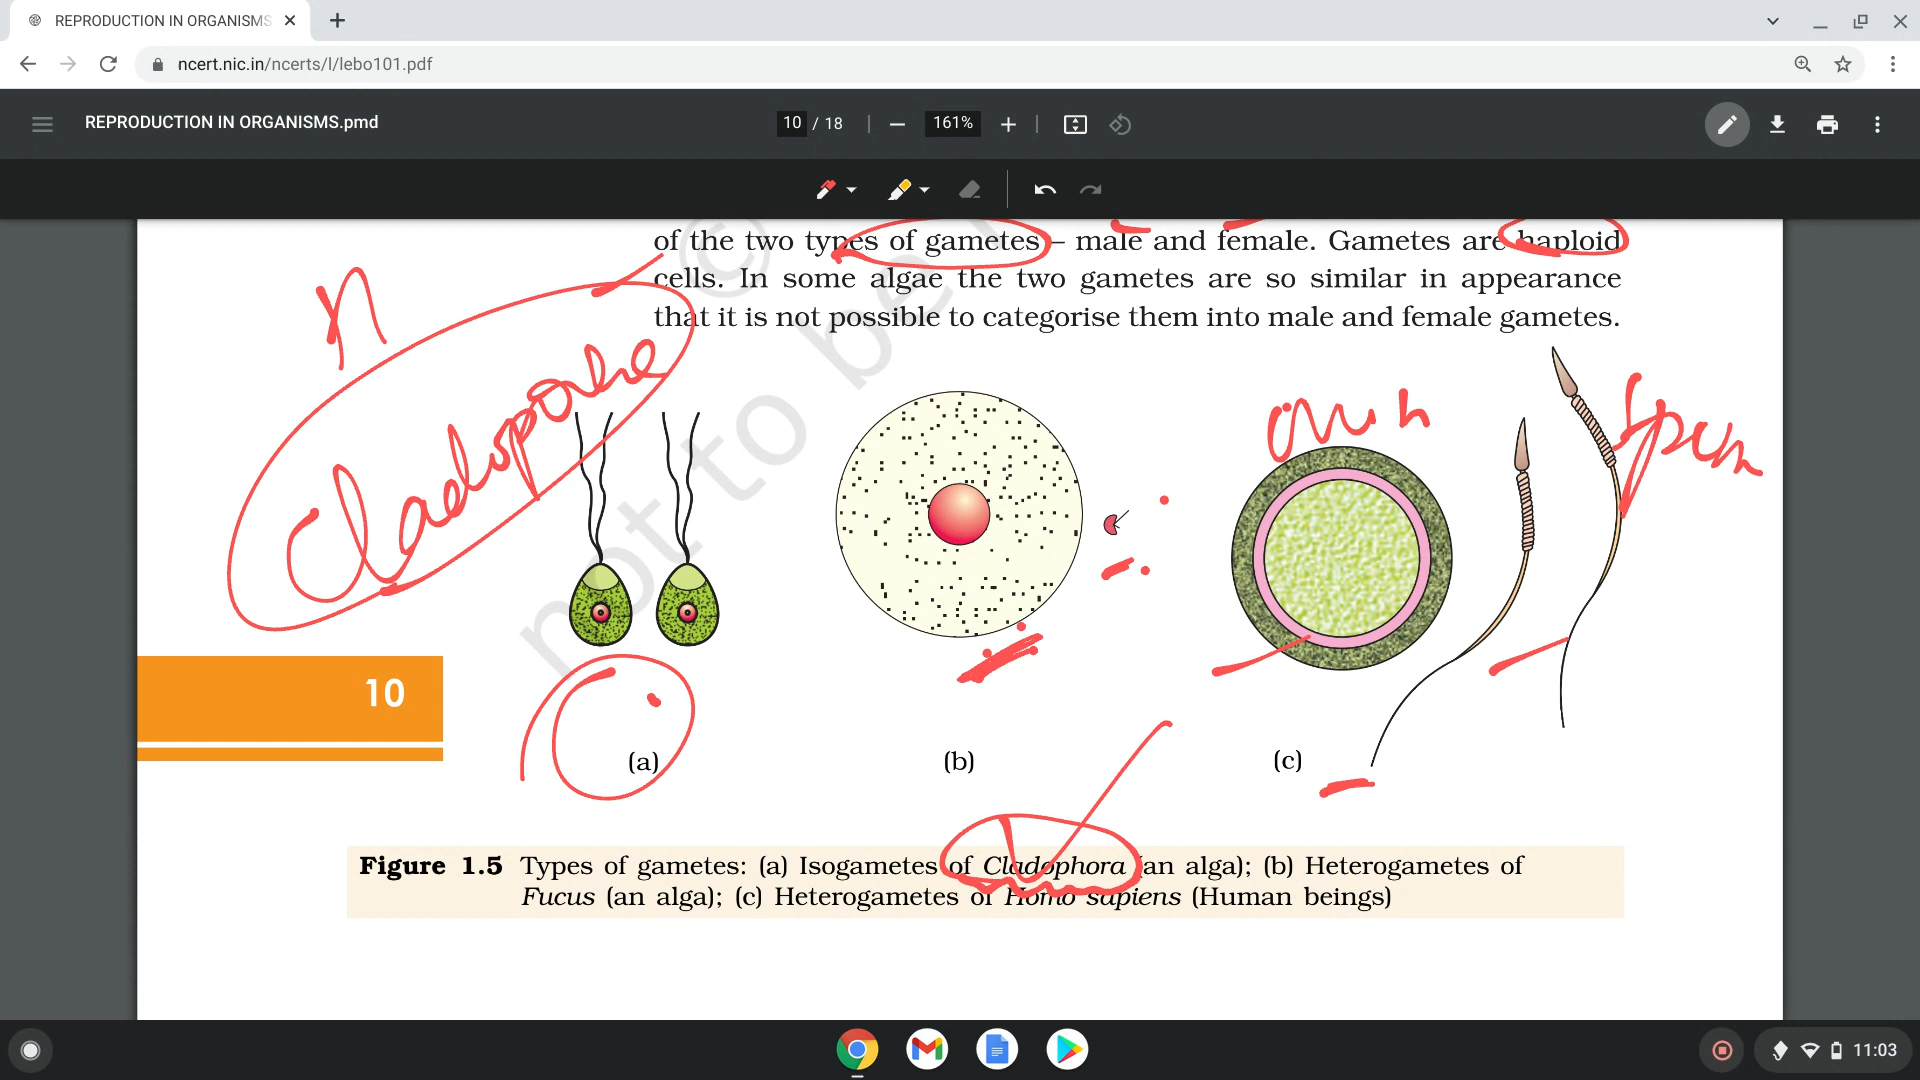 REPRODUCTION IN ORGANISMS
ncert.nic.in/ncerts/l/lebo101.pdf
REPRODUCTION IN ORGANISMS.pmd
10 / 18
161%
of the two types of gametes – male and female. Gametes are haploid
cells. In some algae the two gametes are so similar in appearance
that it is not possible to categorise them into male and female gametes.
n
not to be
©
10
(a) (b) (c)
Figure 1.5 Types of gametes: (a) Isogametes of Cladophora (an alga); (b) Heterogametes of
Fucus (an alga); (c) Heterogametes of Homo sapiens (Human beings)
11:03